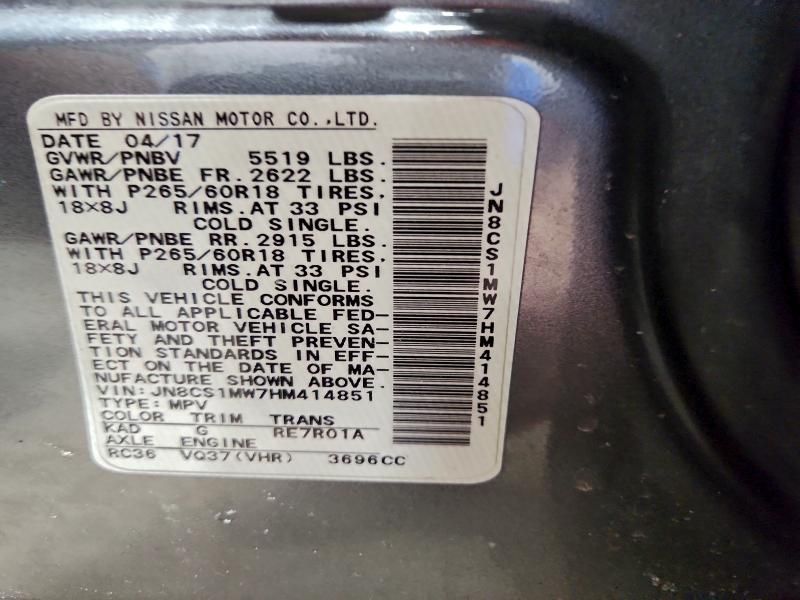 MFD BY NISSAN MOTOR CO.,LTD.
DATE 04/17
GVWR/PNBV 5519 LBS.
GAWR/PNBE FR.2622 LBS.
WITH P265/60R18 TIRES.
18×8J RIMS.AT 33 PSI
COLD SINGLE.
GAWR/PNBE RR.2915 LBS.
WITH P265/60R18 TIRES.
18×8J RIMS.AT 33 PSI
COLD SINGLE.
THIS VEHICLE CONFORMS
TO ALL APPLICABLE FED-
ERAL MOTOR VEHICLE SA-
FETY AND THEFT PREVEN-
TION STANDARDS IN EFF-
ECT ON THE DATE OF MA-
NUFACTURE SHOWN ABOVE.
VIN:JN8CS1MW7HM414851
TYPE:MPV
COLOR TRIM TRANS
KAD G RE7R01A
AXLE ENGINE
RC36 VQ37(VHR) 3696CC
JN8CS1MW7HM414851